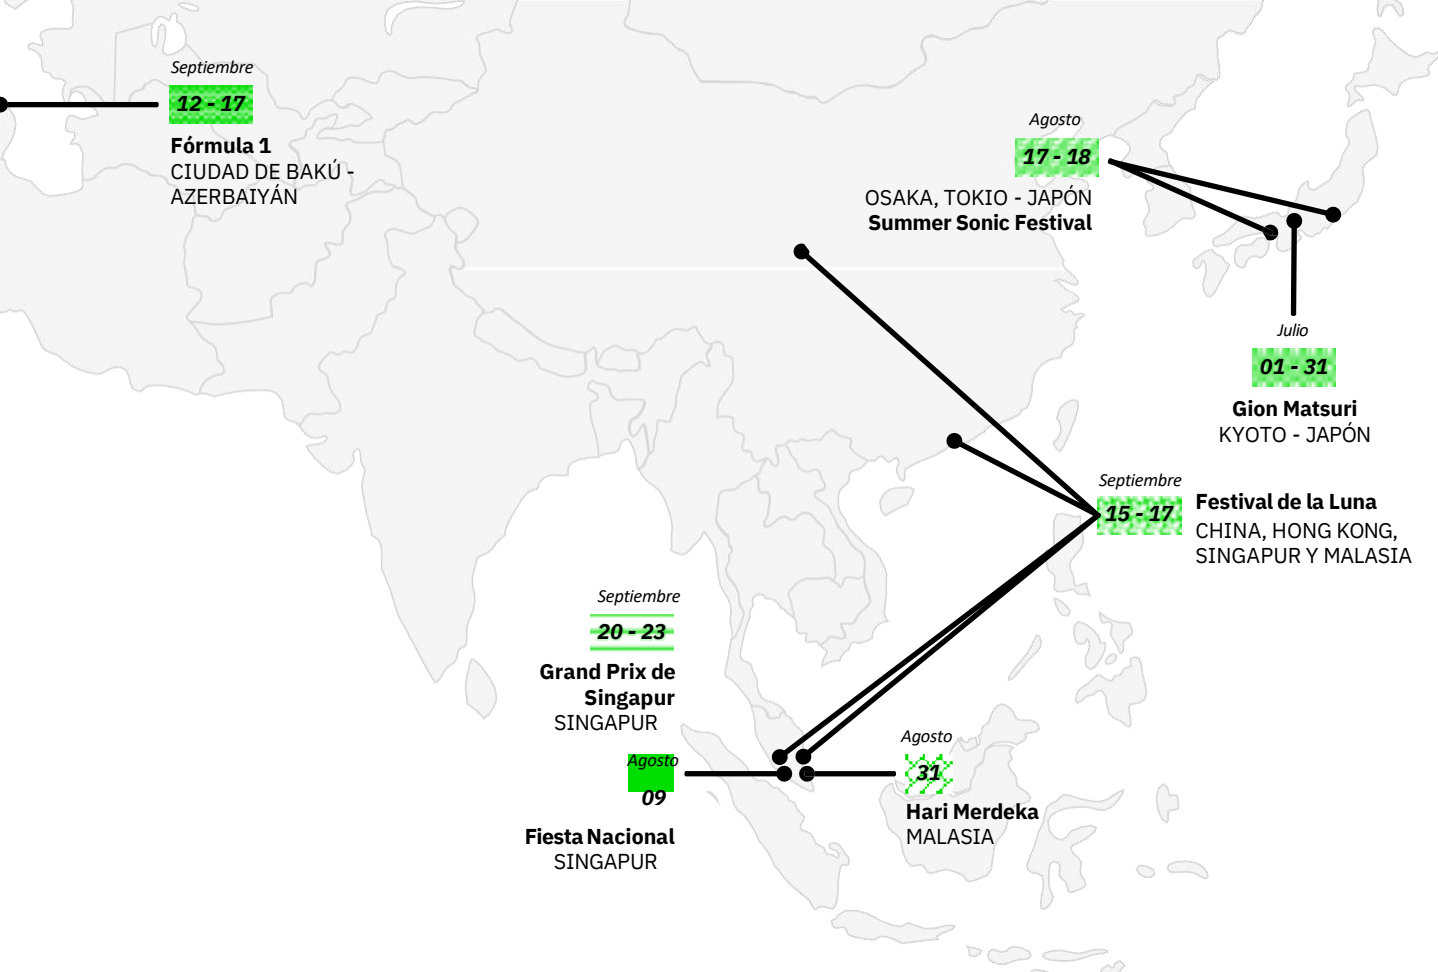 Septiembre
12 - 17
Fórmula 1
CIUDAD DE BAKÚ -
AZERBAIYÁN
Agosto
17 - 18
OSAKA, TOKIO - JAPÓN
Summer Sonic Festival
Julio
01 - 31
Gion Matsuri
KYOTO - JAPÓN
Septiembre
15 - 17
Festival de la Luna
CHINA, HONG KONG,
SINGAPUR Y MALASIA
Septiembre
20 - 23
Grand Prix de
Singapur
SINGAPUR
Agosto
09
Fiesta Nacional
SINGAPUR
Agosto
31
Hari Merdeka
MALASIA